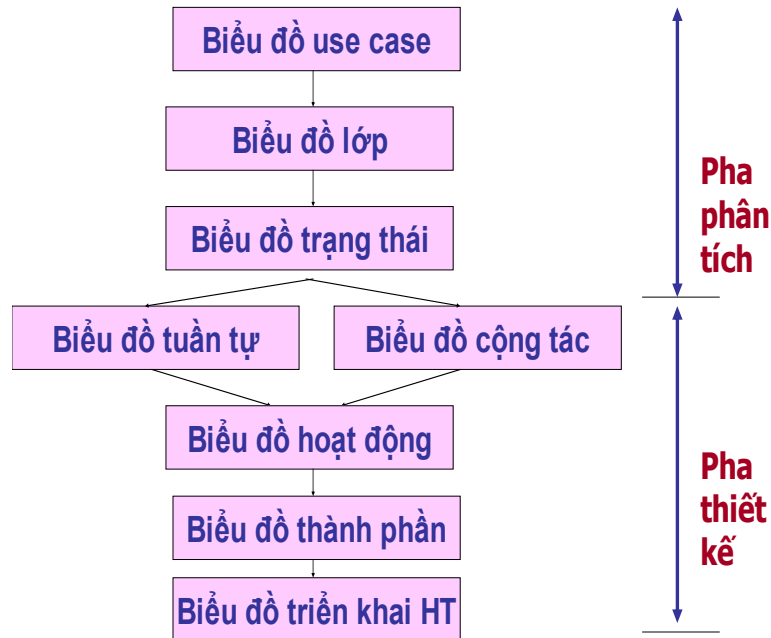 Biểu đồ use case
Biểu đồ lớp
Biểu đồ trạng thái
Pha
phân
tích
Biểu đồ tuần tự
Biểu đồ cộng tác
Biểu đồ hoạt động
Biểu đồ thành phần
Biểu đồ triển khai HT
Pha
thiết
kế